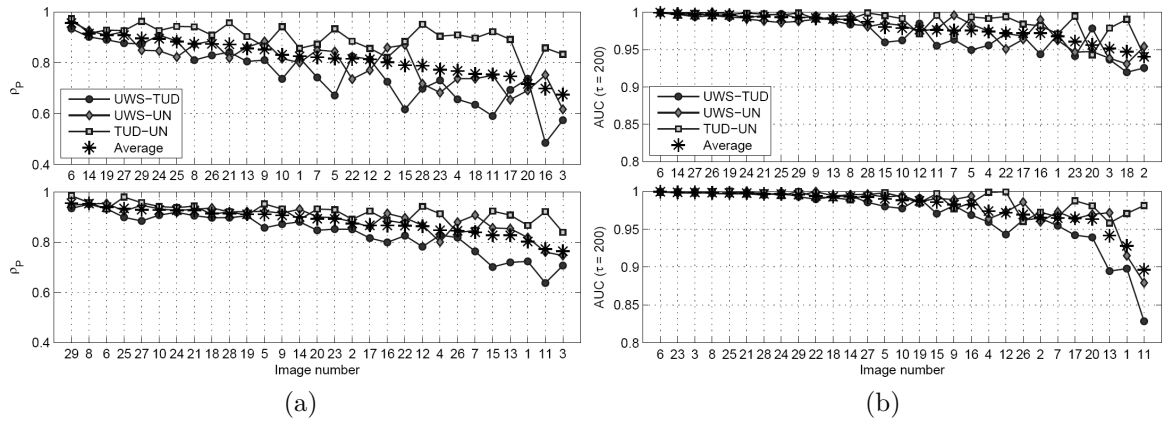 1
0.8
0.6
0.4
ρP
UWS−TUD
UWS−UN
TUD−UN
Average
6 14 19 27 29 24 25 8 26 21 13 9 10 1 7 5 23 12 2 15 28 18 4 17 11 22 20 16 3
1
0.8
0.6
0.4
ρP
29 8 6 25 27 10 24 21 18 28 19 5 9 14 20 23 2 17 16 22 12 4 26 7 15 13 1 11 3
Image number
(a)
1
0.95
0.9
0.85
0.8
AUC (τ = 200)
UWS−TUD
UWS−UN
TUD−UN
Average
6 14 27 26 21 24 25 29 19 13 8 28 15 10 12 11 9 7 5 4 22 17 16 1 23 20 3 18 2
1
0.95
0.9
0.85
0.8
AUC (τ = 200)
6 23 3 8 25 21 28 24 29 22 18 14 27 5 10 19 15 9 16 4 12 26 2 7 17 20 13 1 11
Image number
(b)